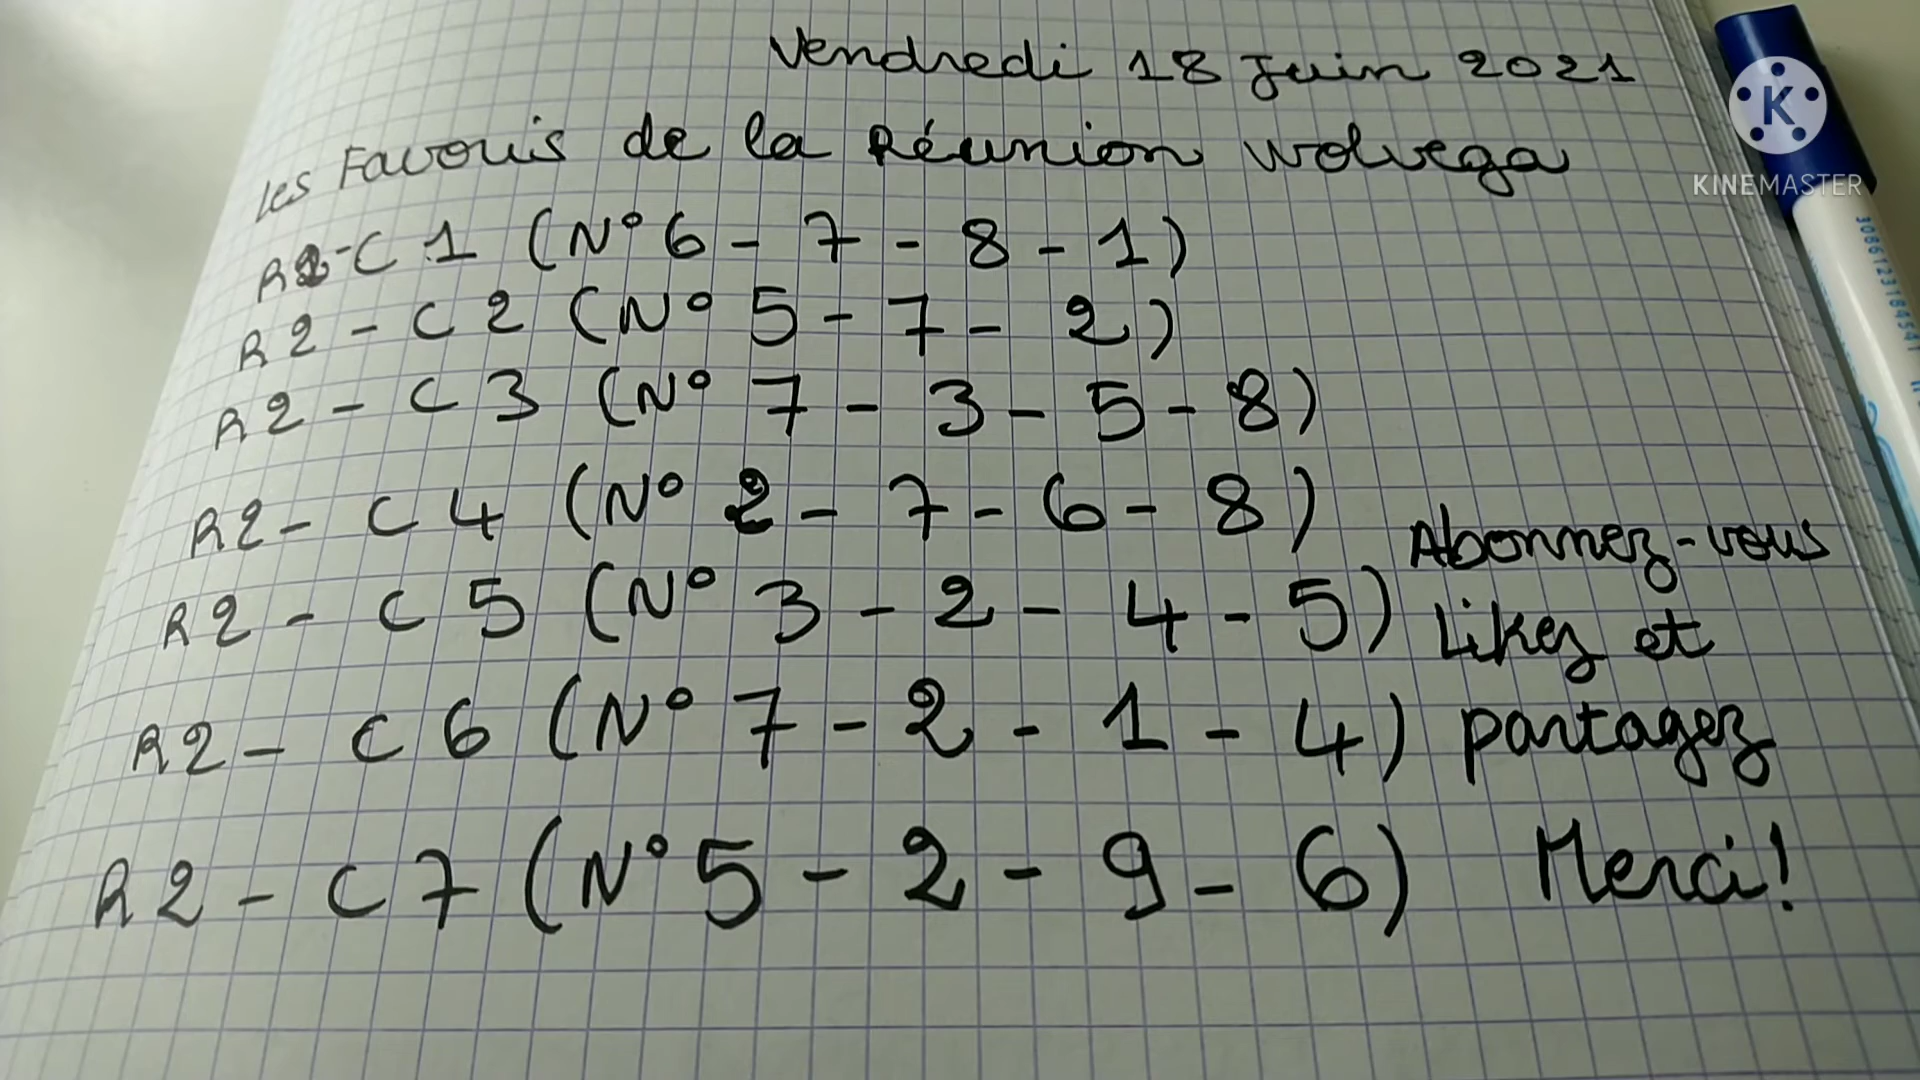 Vendredi 18 Juin 2021
les Favoris de la Réunion wolvega
R2-C1 (N° 6 - 7 - 8 - 1)
R2 - C2 (N° 5 - 7 - 2)
R2 - C3 (N° 7 - 3 - 5 - 8)
R2 - C4 (N° 2 - 7 - 6 - 8)
R2 - C5 (N° 3 - 2 - 4 - 5)
R2 - C6 (N° 7 - 2 - 1 - 4)
R2 - C7 (N° 5 - 2 - 9 - 6)
Abonnez-vous
Likez et
partagez
Merci!
K
KINEMASTER